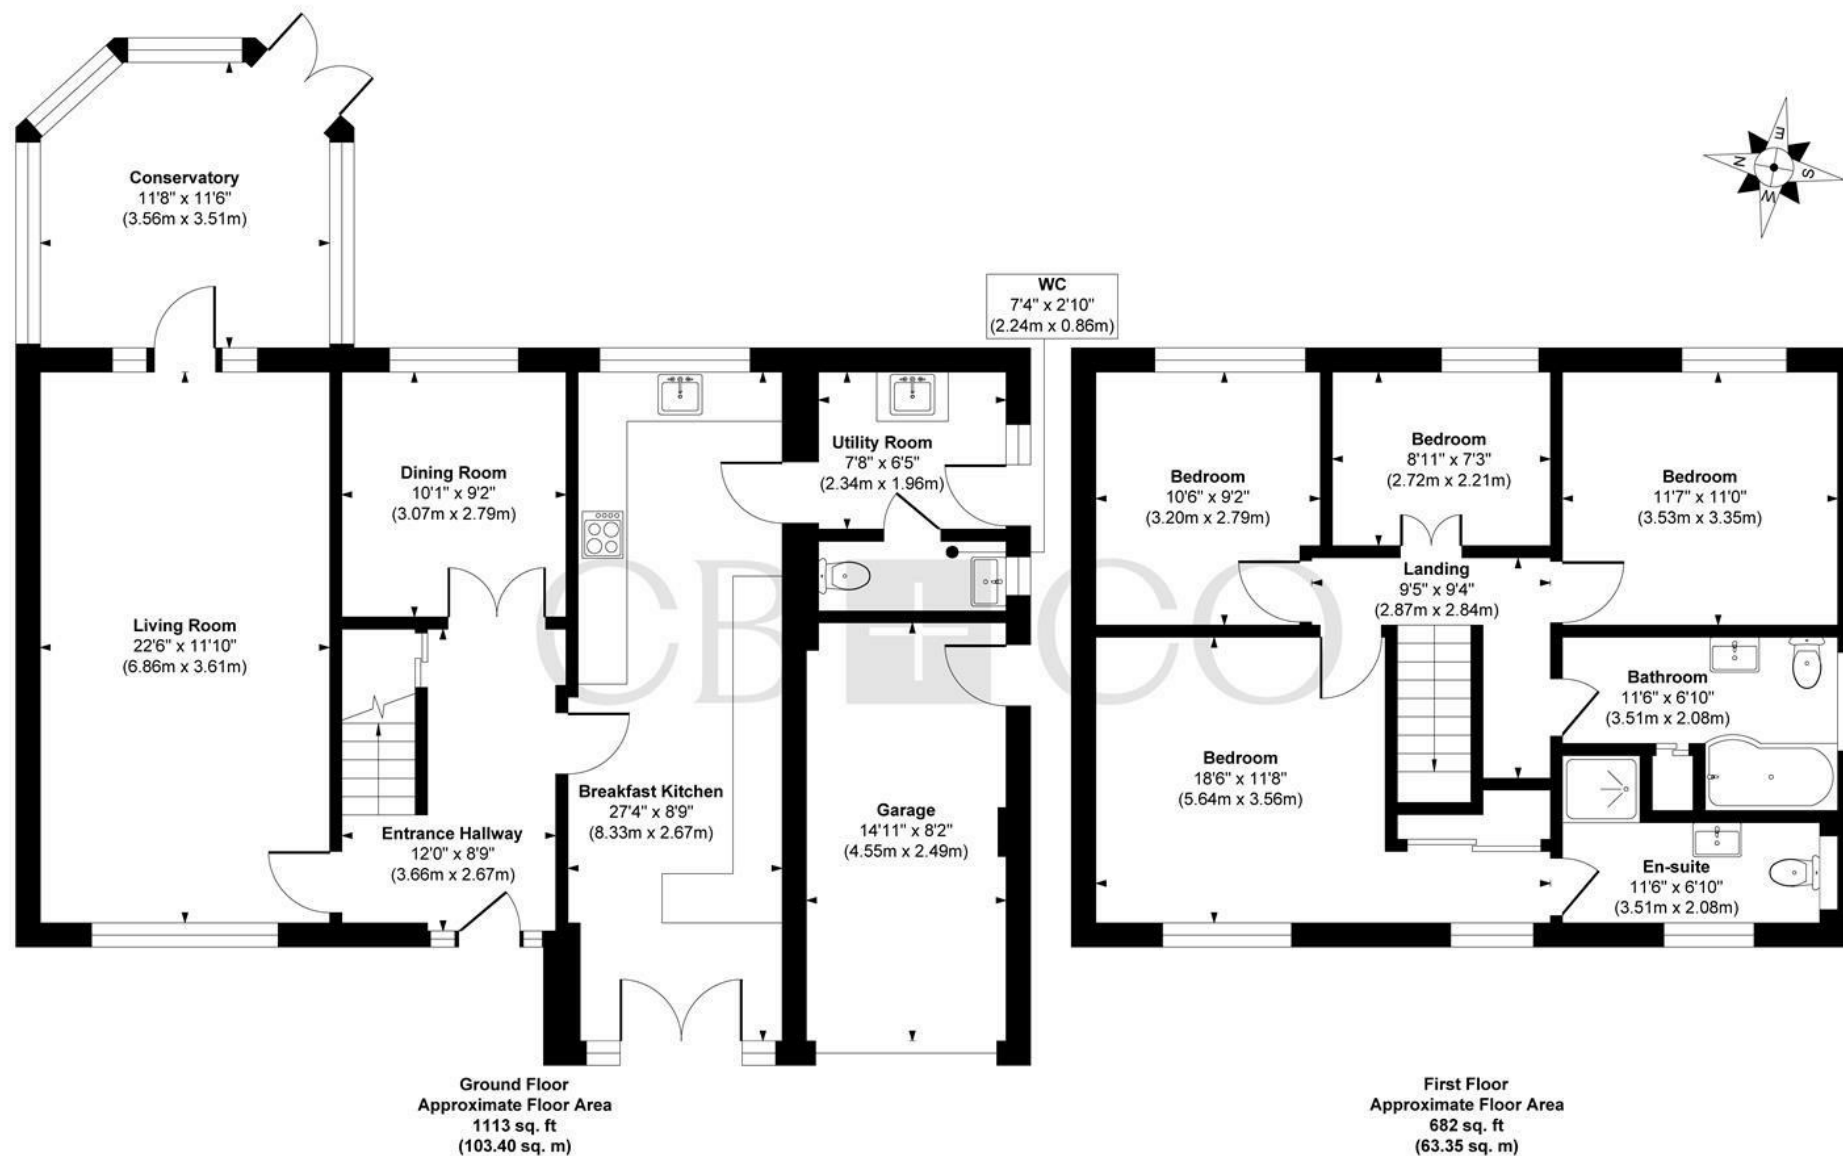 E
N
S
W
Conservatory
11'8" x 11'6"
(3.56m x 3.51m)
WC
7'4" x 2'10"
(2.24m x 0.86m)
Utility Room
7'8" x 6'5"
(2.34m x 1.96m)
Dining Room
10'1" x 9'2"
(3.07m x 2.79m)
Living Room
22'6" x 11'10"
(6.86m x 3.61m)
Breakfast Kitchen
27'4" x 8'9"
(8.33m x 2.67m)
Entrance Hallway
12'0" x 8'9"
(3.66m x 2.67m)
Garage
14'11" x 8'2"
(4.55m x 2.49m)
Bedroom
10'6" x 9'2"
(3.20m x 2.79m)
Bedroom
8'11" x 7'3"
(2.72m x 2.21m)
Bedroom
11'7" x 11'0"
(3.53m x 3.35m)
Landing
9'5" x 9'4"
(2.87m x 2.84m)
Bathroom
11'6" x 6'10"
(3.51m x 2.08m)
Bedroom
18'6" x 11'8"
(5.64m x 3.56m)
En-suite
11'6" x 6'10"
(3.51m x 2.08m)
CB+CO
Ground Floor
Approximate Floor Area
1113 sq. ft
(103.40 sq. m)
First Floor
Approximate Floor Area
682 sq. ft
(63.35 sq. m)